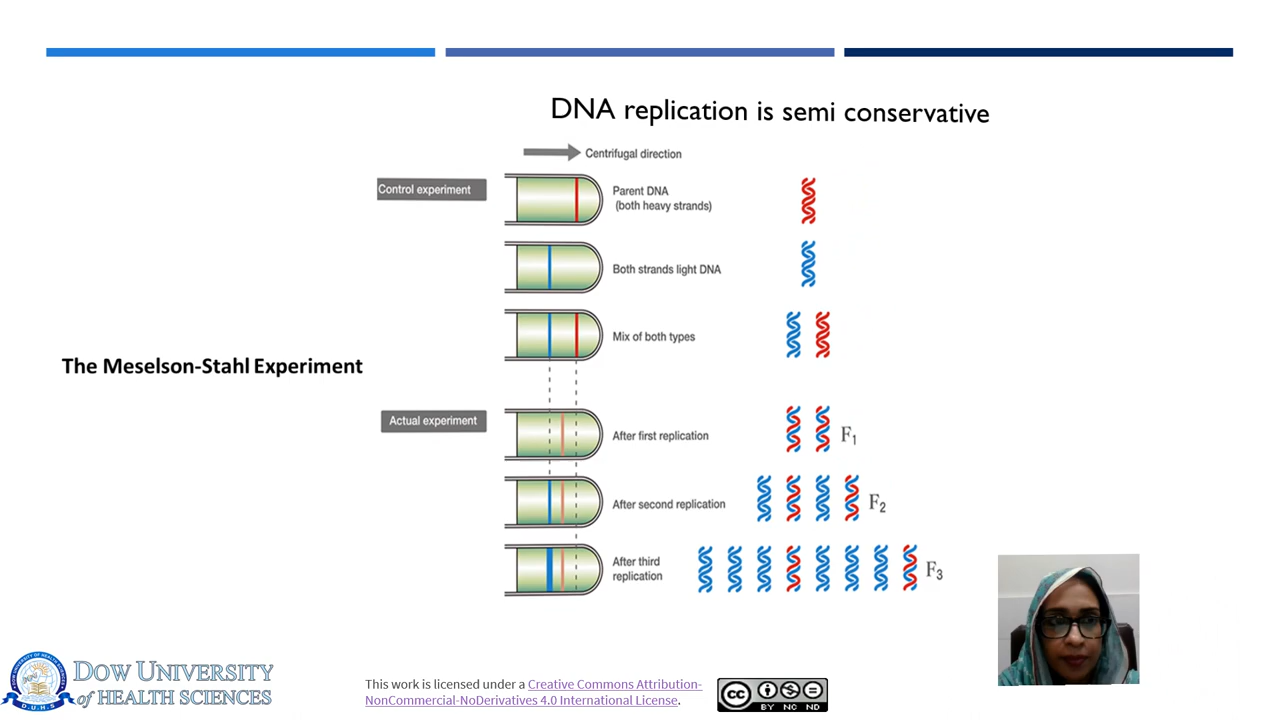 DNA replication is semi conservative
Centrifugal direction
Control experiment
Parent DNA
(both heavy strands)
Both strands light DNA
Mix of both types
The Meselson-Stahl Experiment
Actual experiment
After first replication
F1
After second replication
F2
After third
replication
F3
DOW UNIVERSITY
of HEALTH SCIENCES
D.U.H.S
This work is licensed under a Creative Commons Attribution-
NonCommercial-NoDerivatives 4.0 International License.
cc
BY NC ND